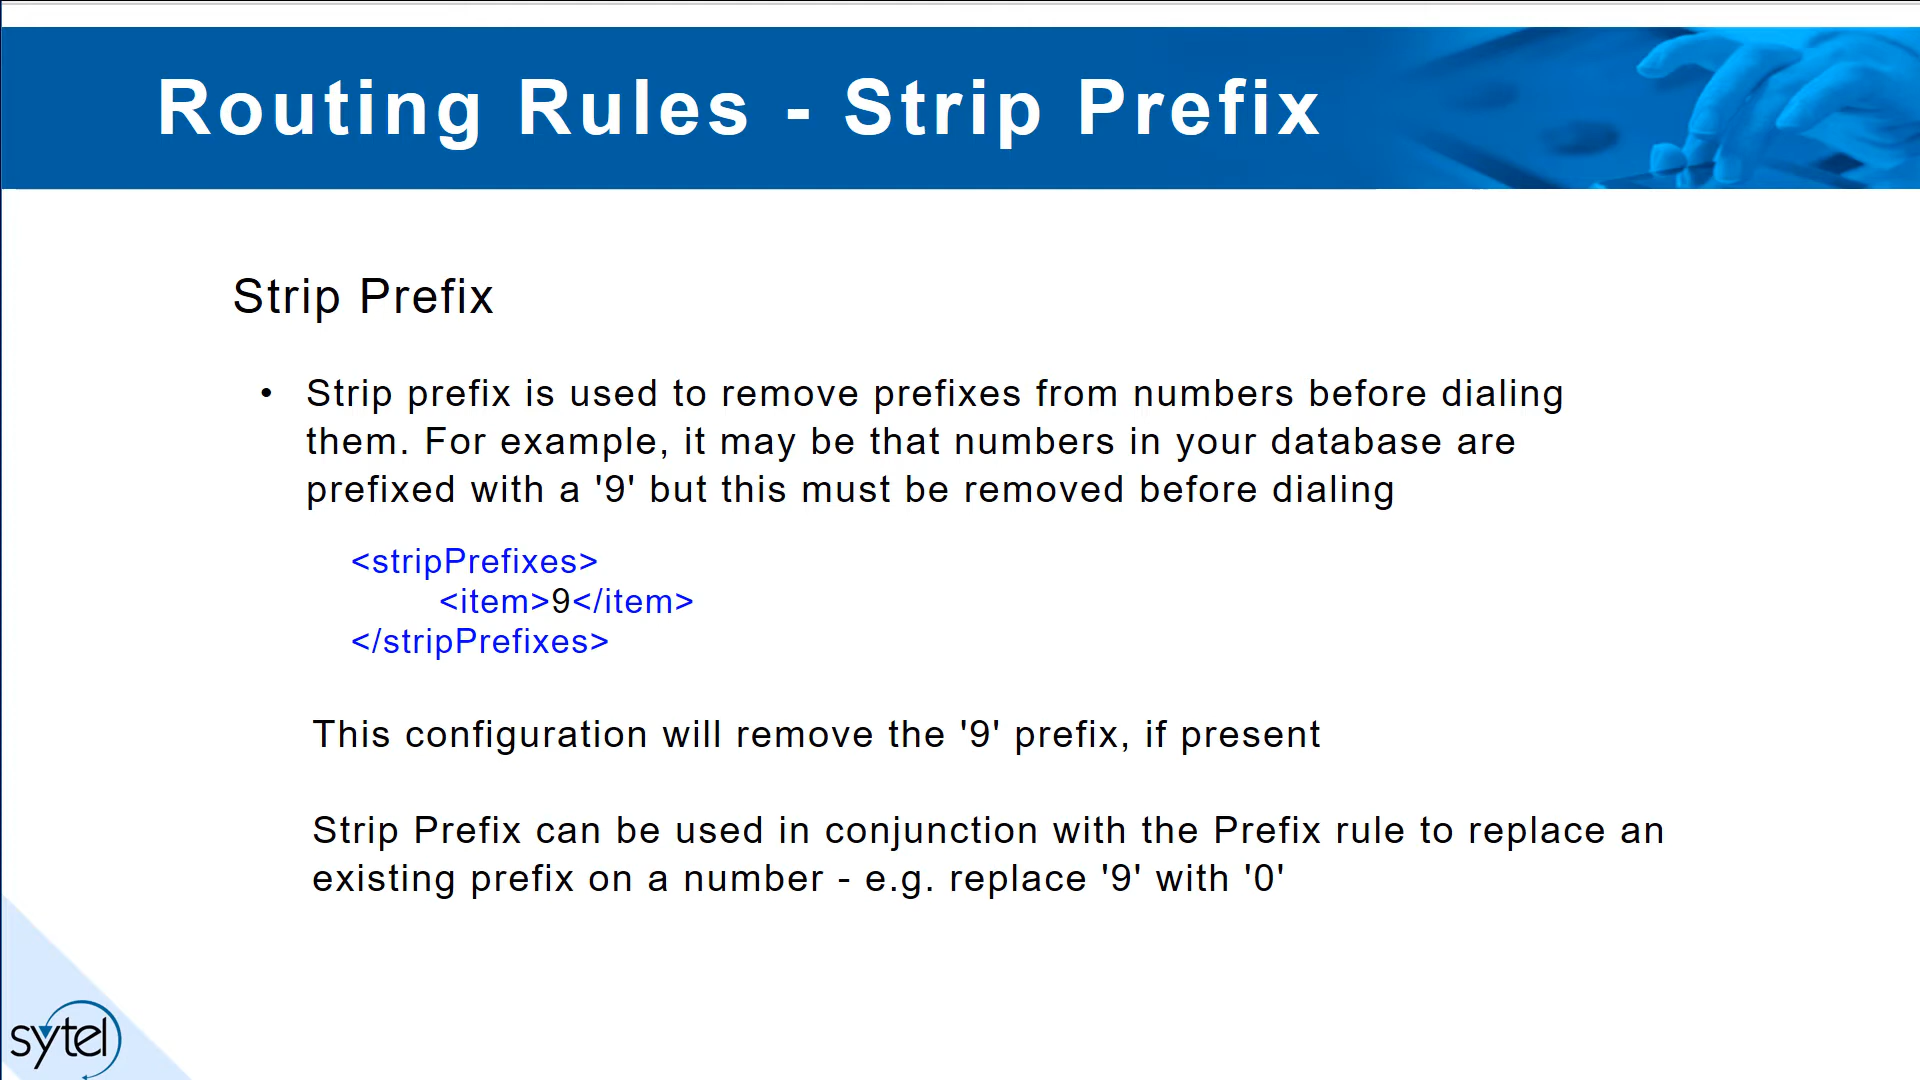 Routing Rules - Strip Prefix
Strip Prefix
• Strip prefix is used to remove prefixes from numbers before dialing
them. For example, it may be that numbers in your database are
prefixed with a '9' but this must be removed before dialing
<stripPrefixes>
<item>9</item>
</stripPrefixes>
This configuration will remove the '9' prefix, if present
Strip Prefix can be used in conjunction with the Prefix rule to replace an
existing prefix on a number - e.g. replace '9' with '0'
sytel